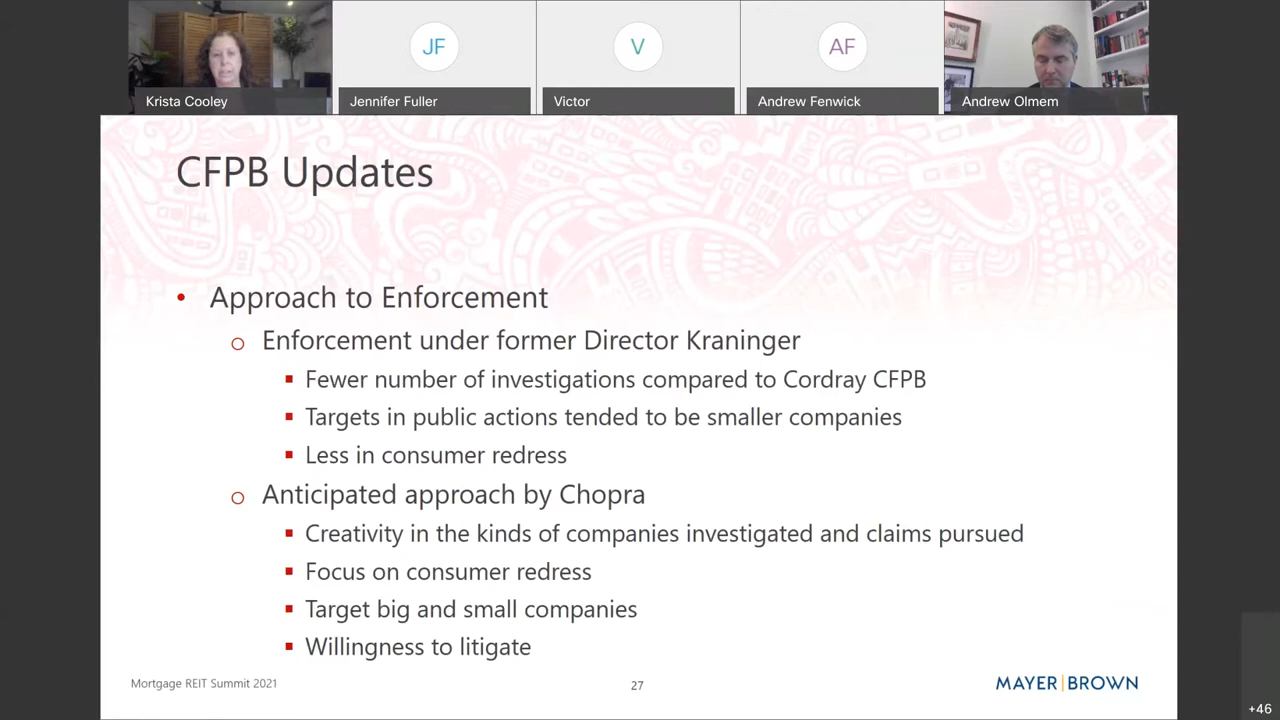 JF
V
AF
Krista Cooley
Jennifer Fuller
Victor
Andrew Fenwick
Andrew Olmem
CFPB Updates
• Approach to Enforcement
o Enforcement under former Director Kraninger
▪ Fewer number of investigations compared to Cordray CFPB
▪ Targets in public actions tended to be smaller companies
▪ Less in consumer redress
o Anticipated approach by Chopra
▪ Creativity in the kinds of companies investigated and claims pursued
▪ Focus on consumer redress
▪ Target big and small companies
▪ Willingness to litigate
Mortgage REIT Summit 2021
27
MAYER|BROWN
+46